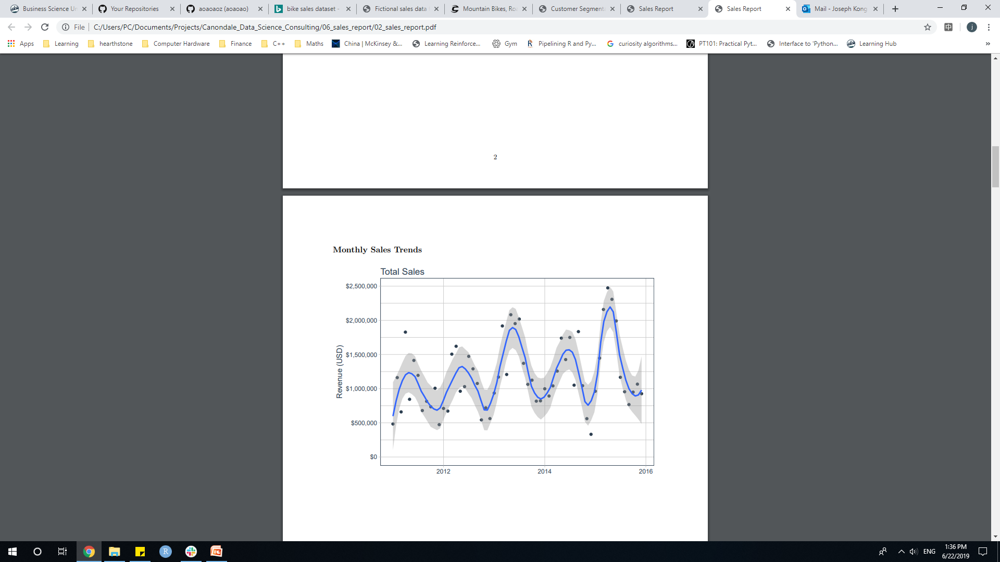 Business Science Un
Your Repositories
aoaoaoz (aoaoao)
bike sales dataset -
Fictional sales data
Mountain Bikes, Ro
Customer Segment
Sales Report
Sales Report
Mail - Joseph Kong
File
C:/Users/PC/Documents/Projects/Canondale_Data_Science_Consulting/06_sales_report/02_sales_report.pdf
j
Apps
Learning
hearthstone
Computer Hardware
Finance
C++
Maths
China | McKinsey &...
Learning Reinforce...
Gym
Pipelining R and Py...
curiosity algorithms...
PT101: Practical Pyt...
Interface to 'Python...
Learning Hub
»
2
Monthly Sales Trends
Total Sales
Revenue (USD)
$2,500,000
$2,000,000
$1,500,000
$1,000,000
$500,000
$0
2012
2014
2016
ENG
1:36 PM
6/22/2019